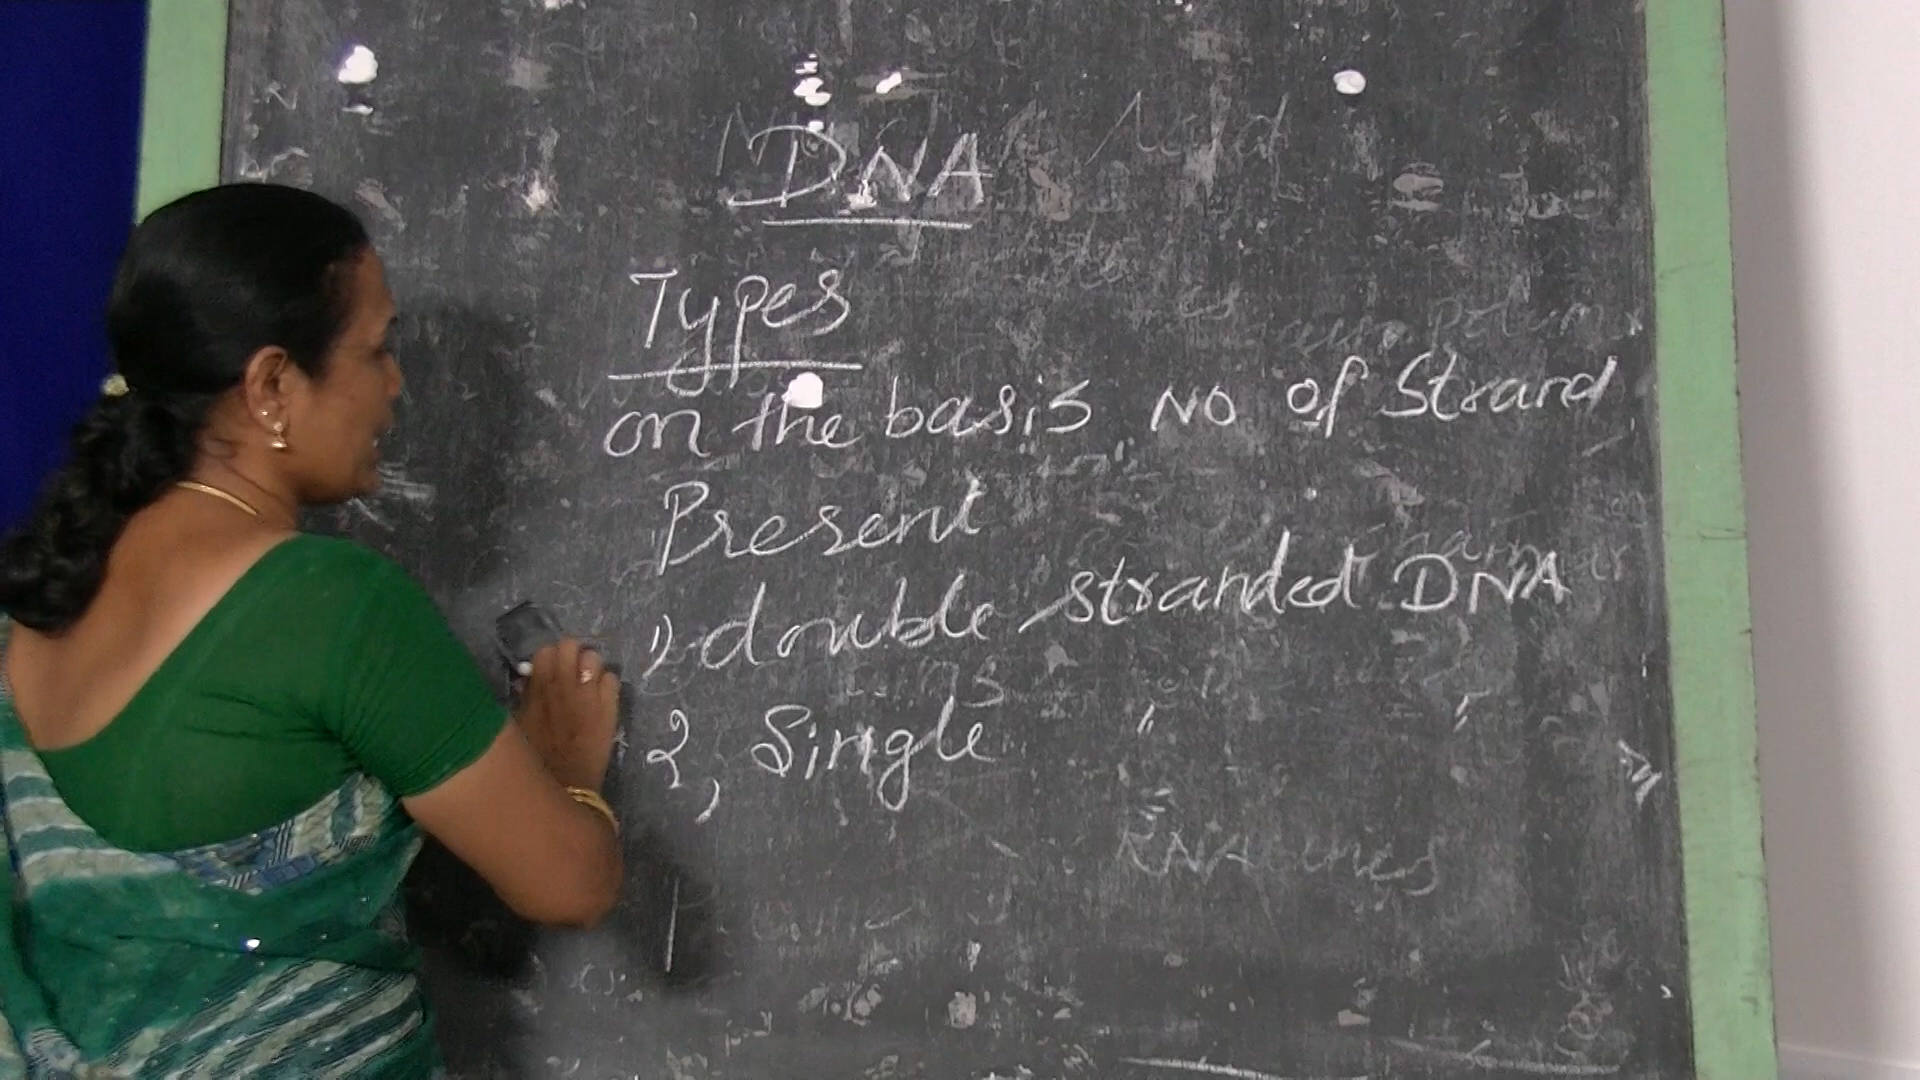 DNA
Types
on the basis NO of Strand
Present
1) double stranded DNA
2, Single " "